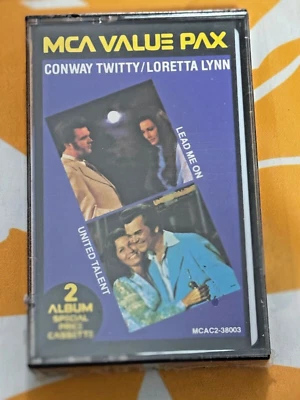 MCA VALUE PAX
CONWAY TWITTY/LORETTA LYNN
LEAD ME ON
UNITED TALENT
2
ALBUM
SPECIAL
PRICE
CASSETTE
MCAC2-38003